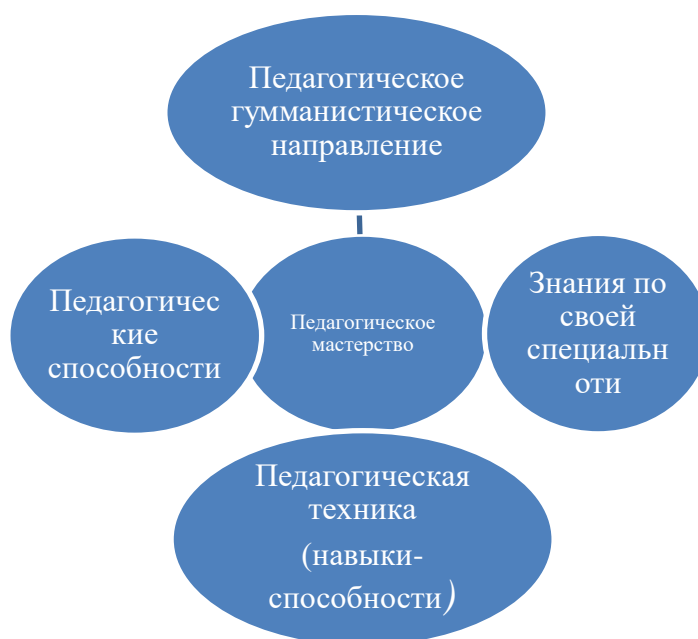 Педагогическое
гумманистическое
направление
Педагогичес
кие
способности
Педагогическое
мастерство
Знания по
своей
специальн
оти
Педагогическая
техника
(навыки-
способности)